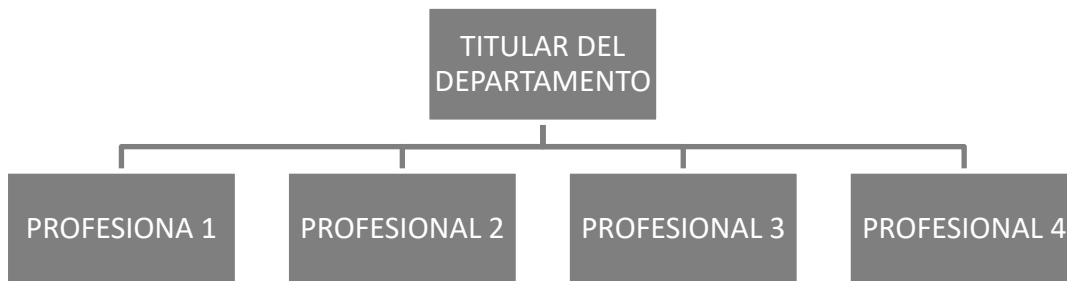 TITULAR DEL
DEPARTAMENTO
PROFESIONA 1
PROFESIONAL 2
PROFESIONAL 3
PROFESIONAL 4